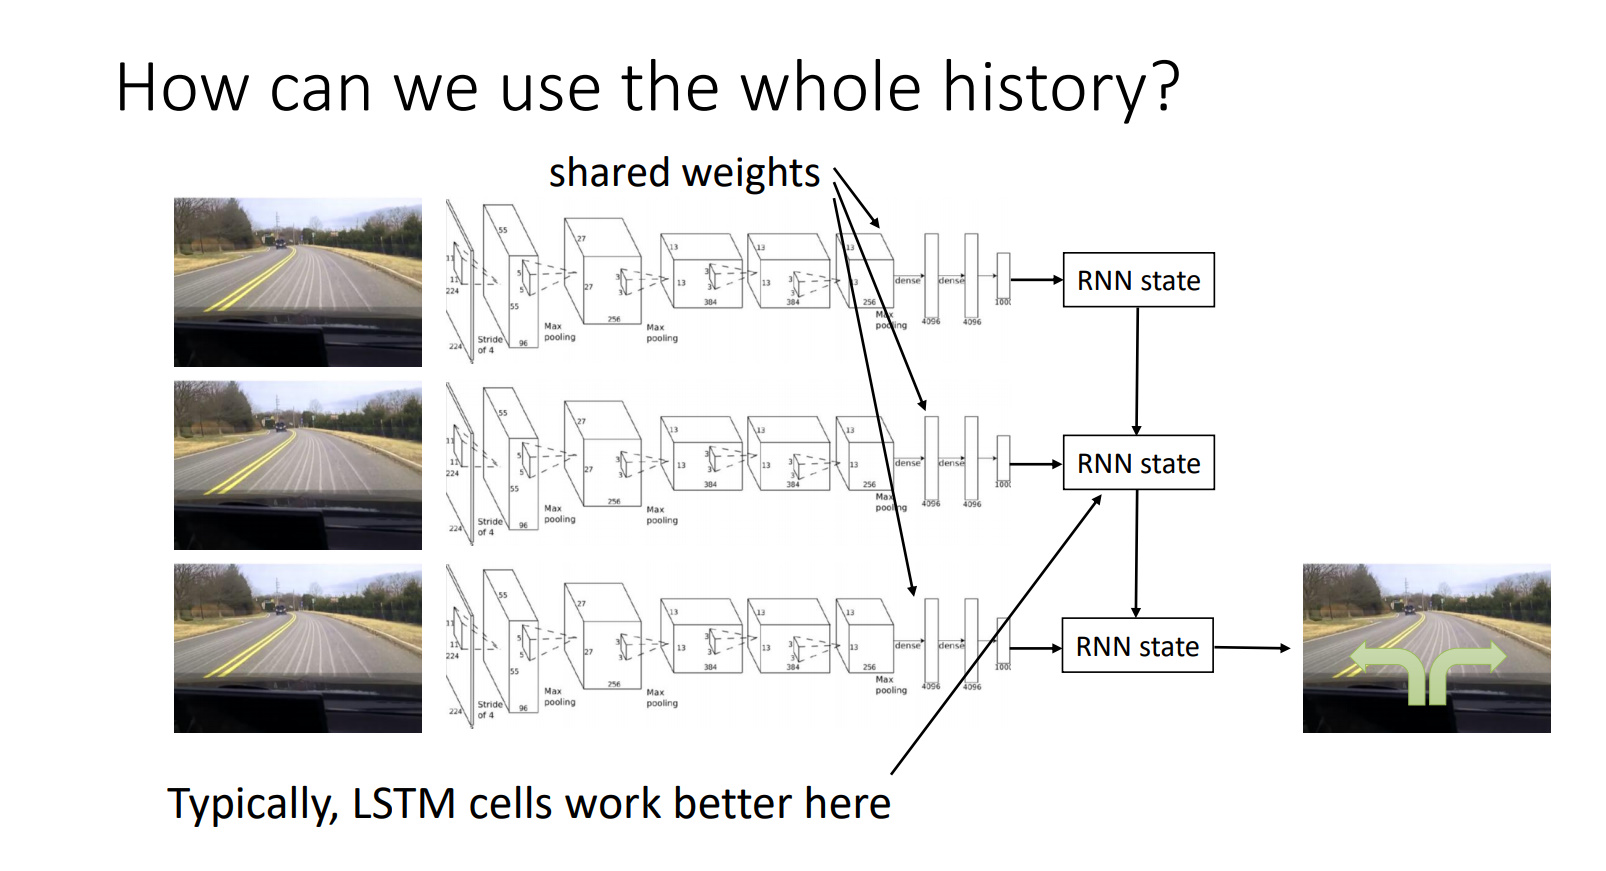 How can we use the whole history?
shared weights
55
27
13
13
13
11
5
3
3
3
11
5
27
3
13
3
13
3
13
dense
dense
224
55
384
384
256
1000
256
Max
4096
4096
Stride
of 4
96
Max
pooling
Max
pooling
pooling
224
RNN state
55
27
13
13
13
11
5
3
3
3
11
5
27
3
13
3
13
3
13
dense
dense
224
55
384
384
256
1000
256
Max
pooling
4096
4096
Stride
of 4
96
Max
pooling
Max
pooling
224
RNN state
55
27
13
13
13
11
5
3
3
3
11
5
27
3
13
3
13
3
13
dense
dense
224
55
384
384
256
1000
256
Max
pooling
4096
4096
Stride
of 4
96
Max
pooling
Max
pooling
224
RNN state
Typically, LSTM cells work better here